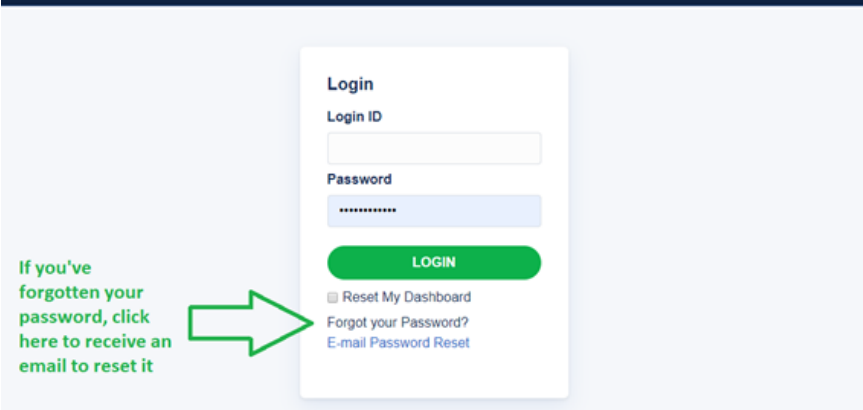 Login
Login ID
Password
••••••••••••
LOGIN
Reset My Dashboard
Forgot your Password?
E-mail Password Reset
If you've
forgotten your
password, click
here to receive an
email to reset it